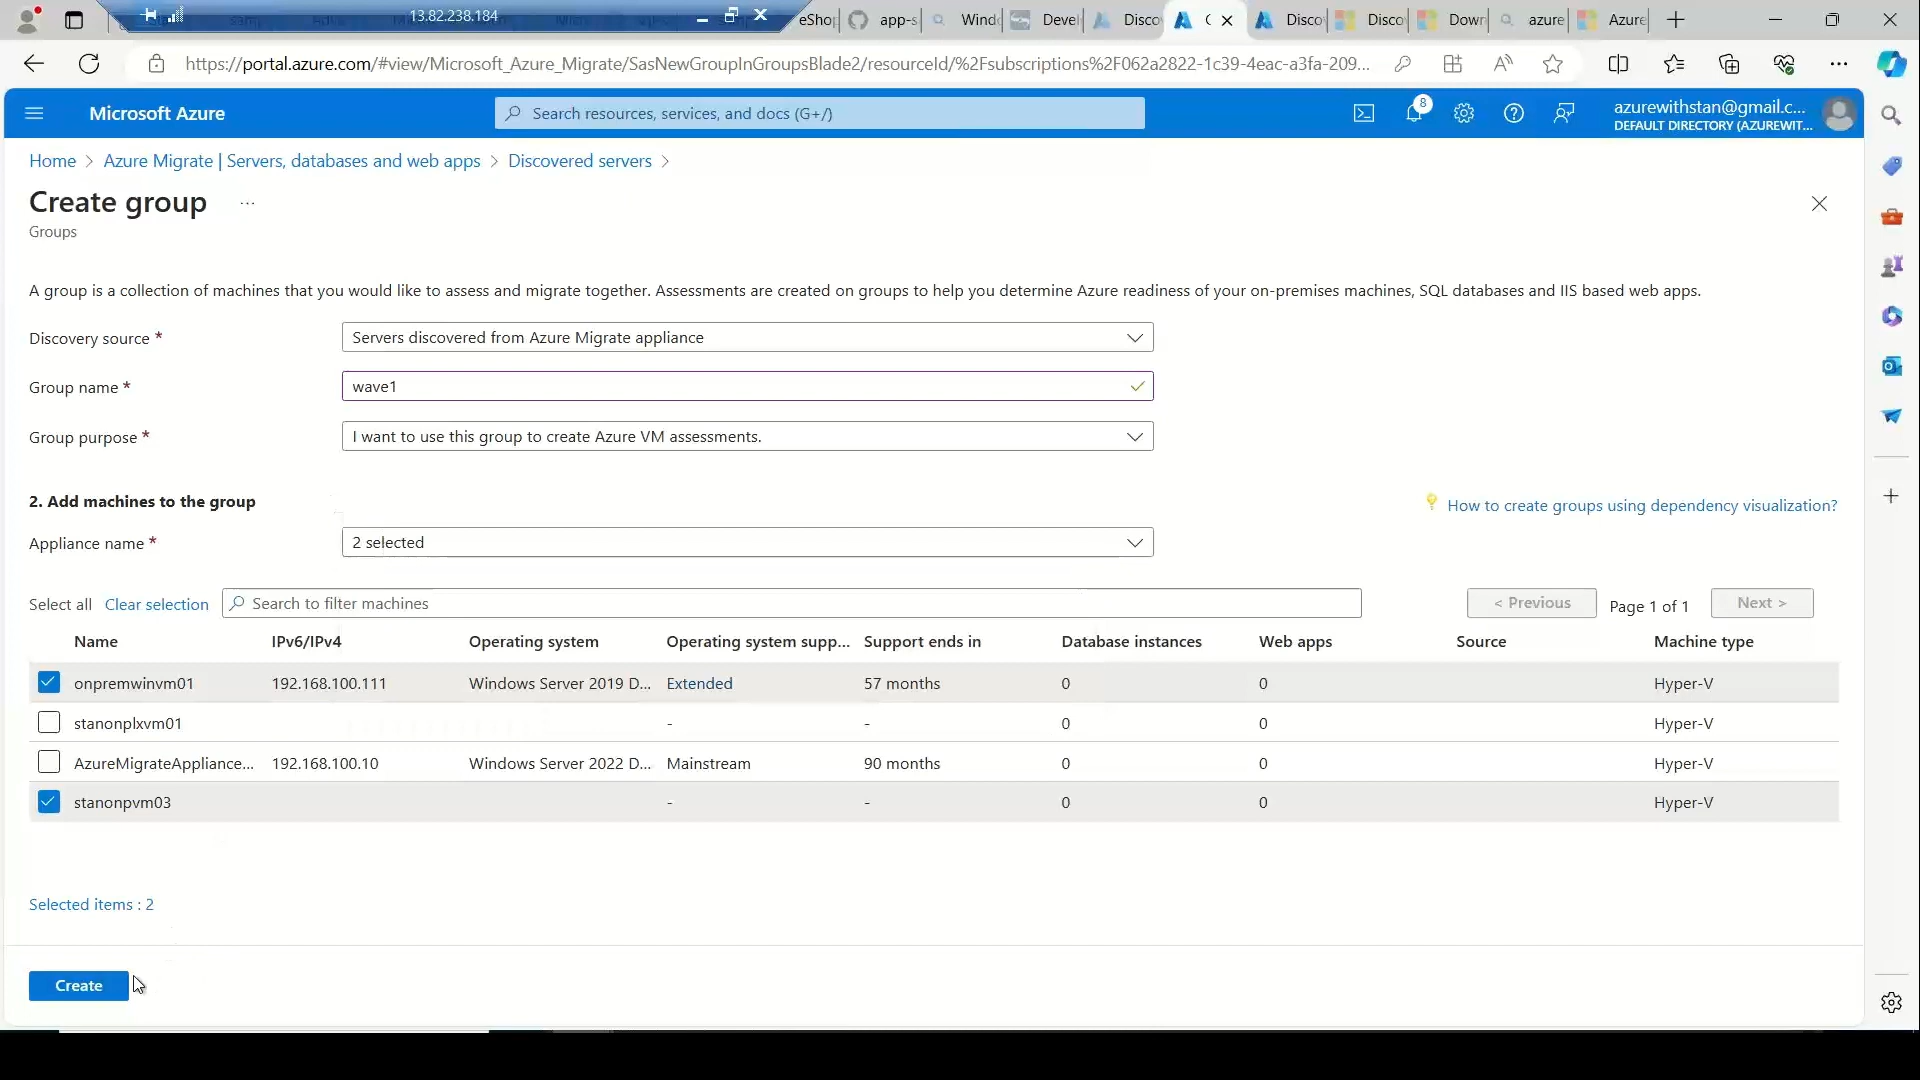 13.82.238.184
eShop
app-s
Wind
Devel
Disco
Disco
Disco
Down
azure
Azure
https://portal.azure.com/#view/Microsoft_Azure_Migrate/SasNewGroupInGroupsBlade2/resourceId/%2Fsubscriptions%2F062a2822-1c39-4eac-a3fa-209...
Microsoft Azure
Search resources, services, and docs (G+/)
8
azurewithstan@gmail.c...
DEFAULT DIRECTORY (AZUREWIT...
Home > Azure Migrate | Servers, databases and web apps > Discovered servers >
Create group ...
Groups
A group is a collection of machines that you would like to assess and migrate together. Assessments are created on groups to help you determine Azure readiness of your on-premises machines, SQL databases and IIS based web apps.
Discovery source * Servers discovered from Azure Migrate appliance
Group name * wave1
Group purpose * I want to use this group to create Azure VM assessments.
2. Add machines to the group
How to create groups using dependency visualization?
Appliance name * 2 selected
Select all Clear selection Search to filter machines < Previous Page 1 of 1 Next >
Name IPv6/IPv4 Operating system Operating system supp... Support ends in Database instances Web apps Source Machine type
onpremwinvm01 192.168.100.111 Windows Server 2019 D... Extended 57 months 0 0 Hyper-V
stanonplxvm01 - - 0 0 Hyper-V
AzureMigrateAppliance... 192.168.100.10 Windows Server 2022 D... Mainstream 90 months 0 0 Hyper-V
stanonpvm03 - - 0 0 Hyper-V
Selected items : 2
Create